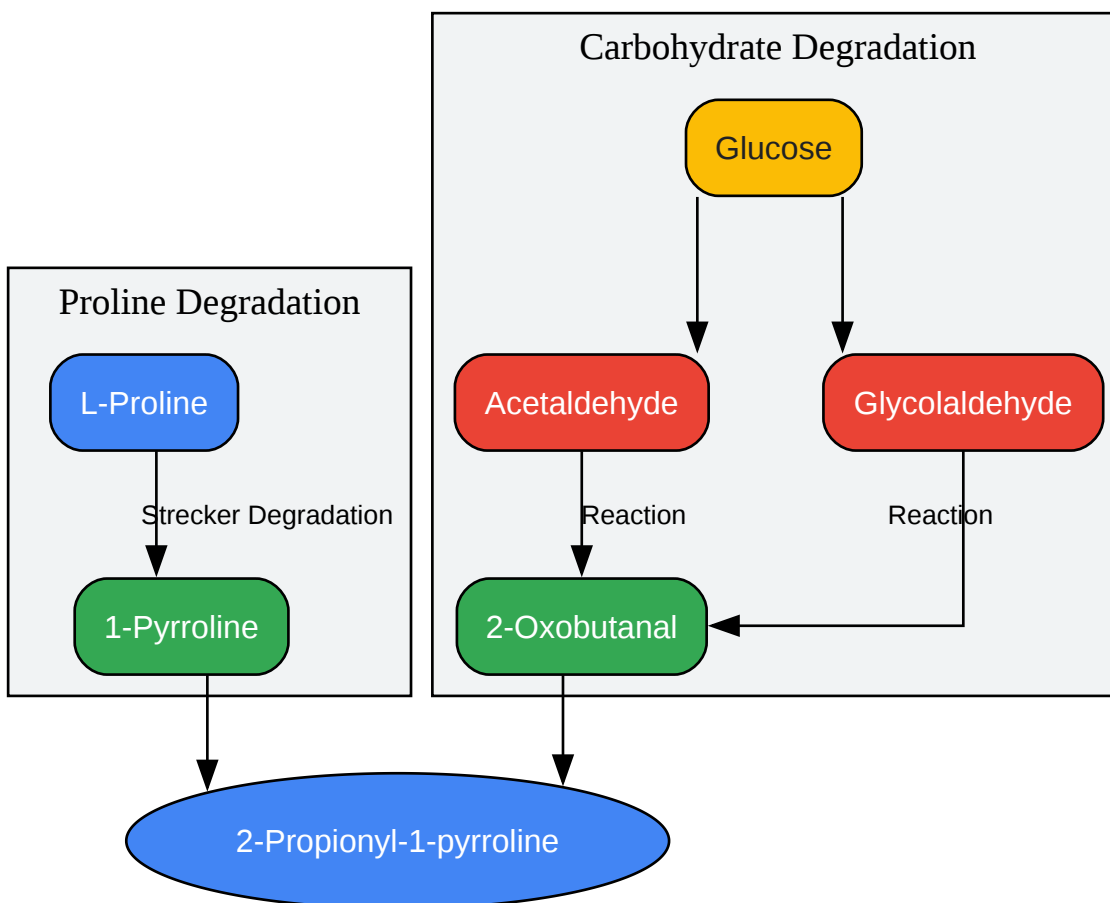 Carbohydrate Degradation
Glucose
Proline Degradation
L-Proline
Acetaldehyde
Glycolaldehyde
Strecker Degradation
Reaction
Reaction
1-Pyrroline
2-Oxobutanal
2-Propionyl-1-pyrroline